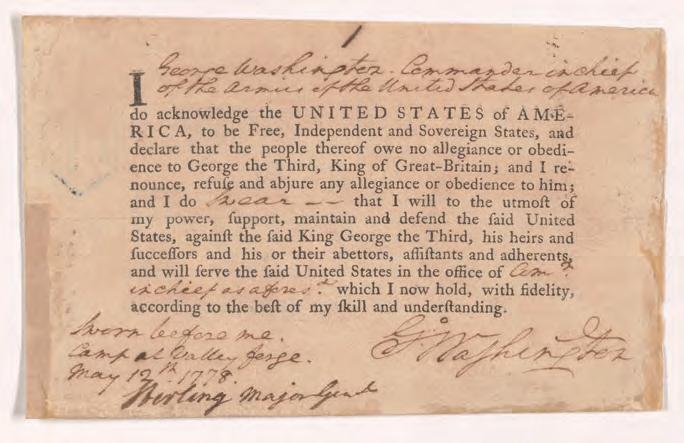 I George Washington Commander in chief
of the Armies of the United States of America
do acknowledge the UNITED STATES of AME-
RICA, to be Free, Independent and Sovereign States, and
declare that the people thereof owe no allegiance or obedi-
ence to George the Third, King of Great-Britain; and I re-
nounce, refuſe and abjure any allegiance or obedience to him;
and I do swear -- that I will to the utmoſt of
my power, ſupport, maintain and defend the ſaid United
States, againſt the ſaid King George the Third, his heirs and
ſucceſſors and his or their abettors, aſſiſtants and adherents,
and will ſerve the ſaid United States in the office of Com.r
in chief as aforesd. which I now hold, with fidelity,
according to the beſt of my ſkill and underſtanding.
Sworn before me.
Camp at Valley forge.
May 12th. 1778.
Stirling Major Genl
Go Washington